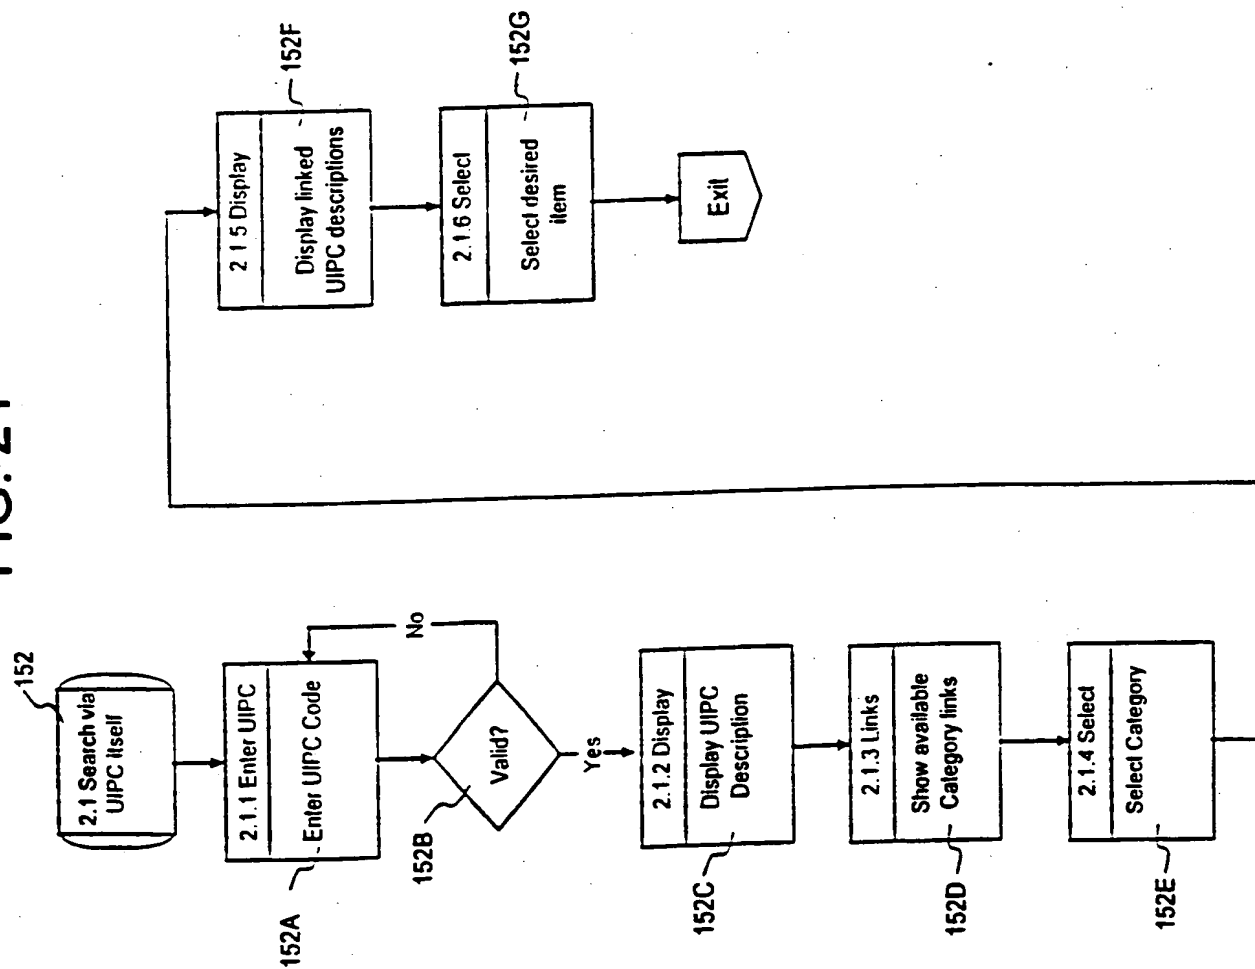 FIG. 21
152
2.1 Search via
UIPC Itself
2.1.1 Enter UIPC
Enter UIPC Code
152A
Valid?
152B
No
Yes
2.1.2 Display
Display UIPC
Description
152C
2.1.3 Links
Show available
Category links
152D
2.1.4 Select
Select Category
152E
2.1 5 Display
Display linked
UIPC descriptions
152F
2.1.6 Select
Select desired
item
152G
Exit